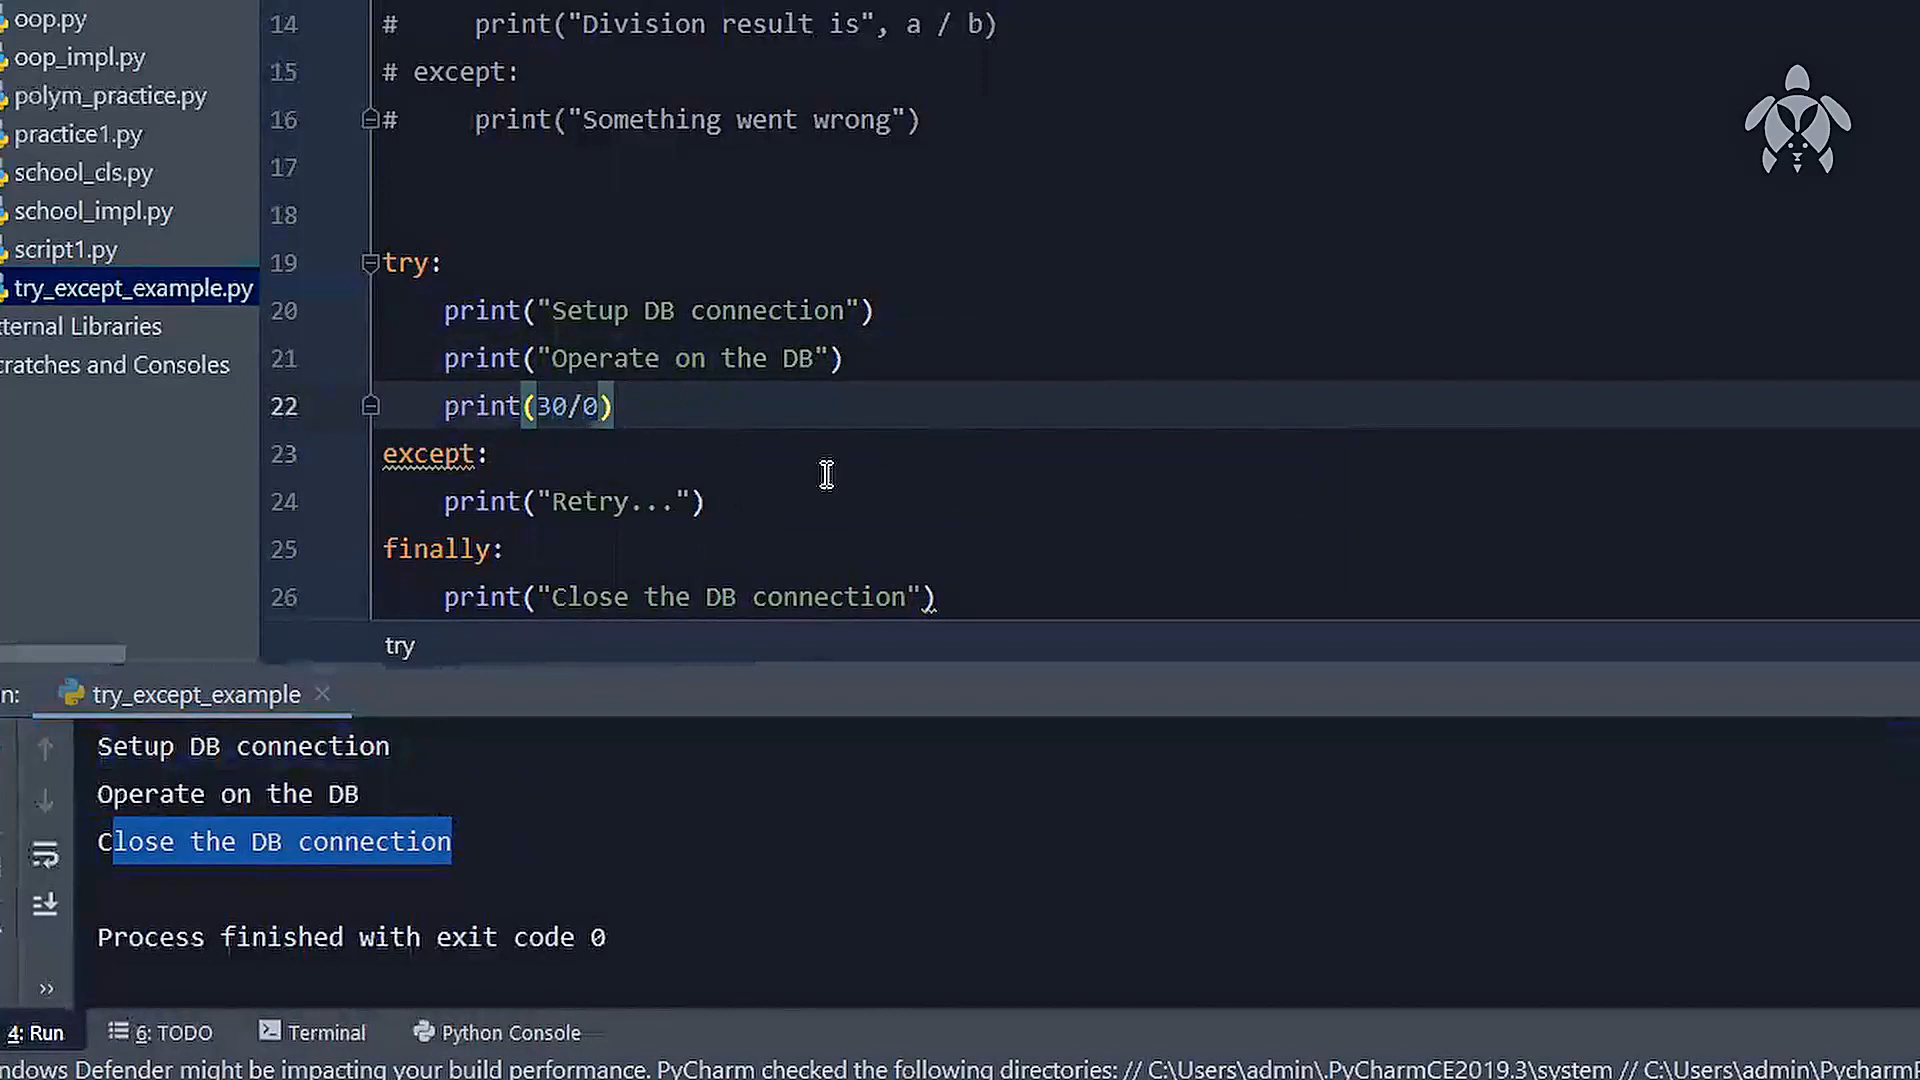 oop.py
oop_impl.py
polym_practice.py
practice1.py
school_cls.py
school_impl.py
script1.py
try_except_example.py
ternal Libraries
cratches and Consoles
14 #     print("Division result is", a / b)
15 # except:
16 #     print("Something went wrong")
17
18
19 try:
20     print("Setup DB connection")
21     print("Operate on the DB")
22     print(30/0)
23 except:
24     print("Retry...")
25 finally:
26     print("Close the DB connection")
try
n: try_except_example
Setup DB connection
Operate on the DB
Close the DB connection
Process finished with exit code 0
4: Run 6: TODO Terminal Python Console
ndows Defender might be impacting your build performance. PyCharm checked the following directories: // C:\Users\admin\.PyCharmCE2019.3\system // C:\Users\admin\PycharmP